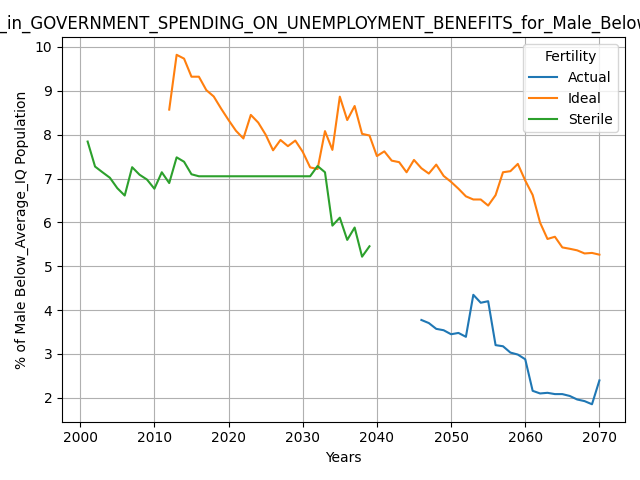 _in_GOVERNMENT_SPENDING_ON_UNEMPLOYMENT_BENEFITS_for_Male_Below
10
9
8
7
6
5
4
3
2
% of Male Below_Average_IQ Population
Fertility
Actual
Ideal
Sterile
2000 2010 2020 2030 2040 2050 2060 2070
Years